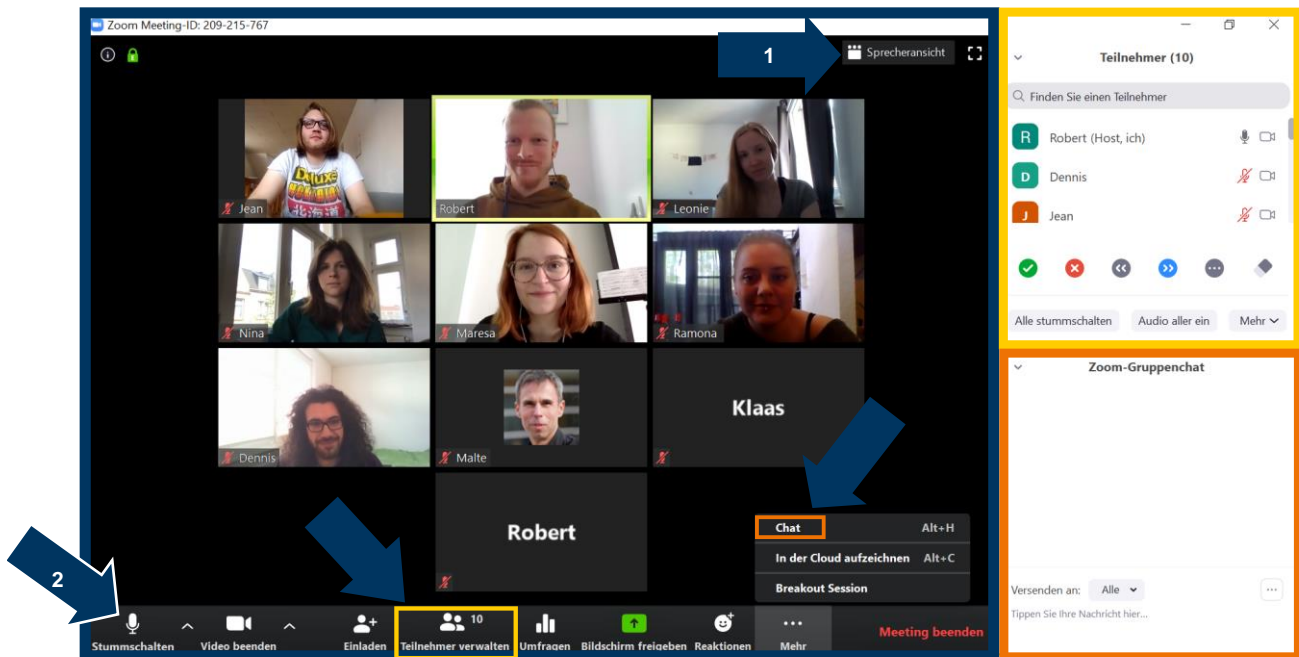 Zoom Meeting-ID: 209-215-767
1
Sprecheransicht
Jean
Robert
Leonie
Nina
Maresa
Ramona
Dennis
Malte
Klaas
Robert
Chat Alt+H
In der Cloud aufzeichnen Alt+C
Breakout Session
2
Stummschalten
Video beenden
Einladen
10
Teilnehmer verwalten
Umfragen
Bildschirm freigeben
Reaktionen
Mehr
Meeting beenden
Teilnehmer (10)
Finden Sie einen Teilnehmer
R Robert (Host, ich)
D Dennis
J Jean
Alle stummschalten Audio aller ein Mehr
Zoom-Gruppenchat
Versenden an: Alle
Tippen Sie Ihre Nachricht hier...